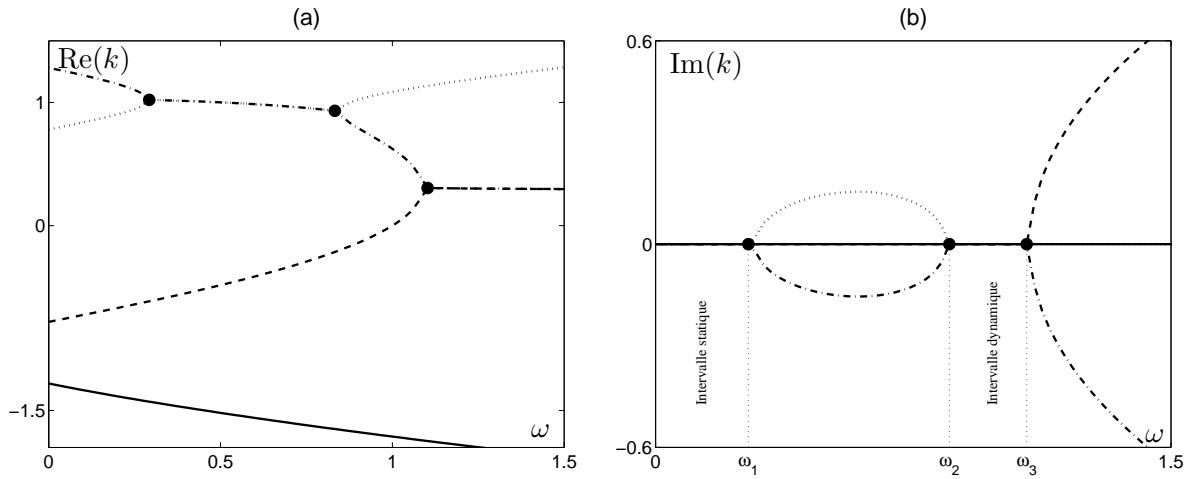 (a)
Re(k)
1
0
−1.5
0
0.5
1
1.5
ω
(b)
Im(k)
0.6
0
−0.6
Intervalle statique
Intervalle dynamique
0
ω1
ω2
ω3
1.5
ω